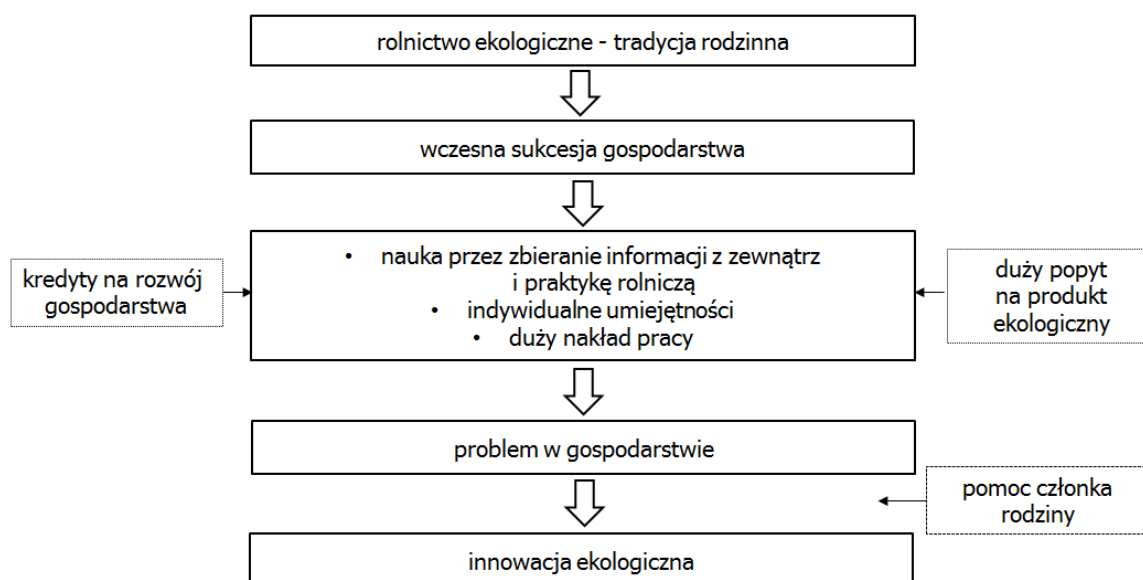 rolnictwo ekologiczne - tradycja rodzinna
wczesna sukcesja gospodarstwa
kredyty na rozwój
gospodarstwa
• nauka przez zbieranie informacji z zewnątrz
i praktykę rolniczą
• indywidualne umiejętności
• duży nakład pracy
duży popyt
na produkt
ekologiczny
problem w gospodarstwie
pomoc członka
rodziny
innowacja ekologiczna